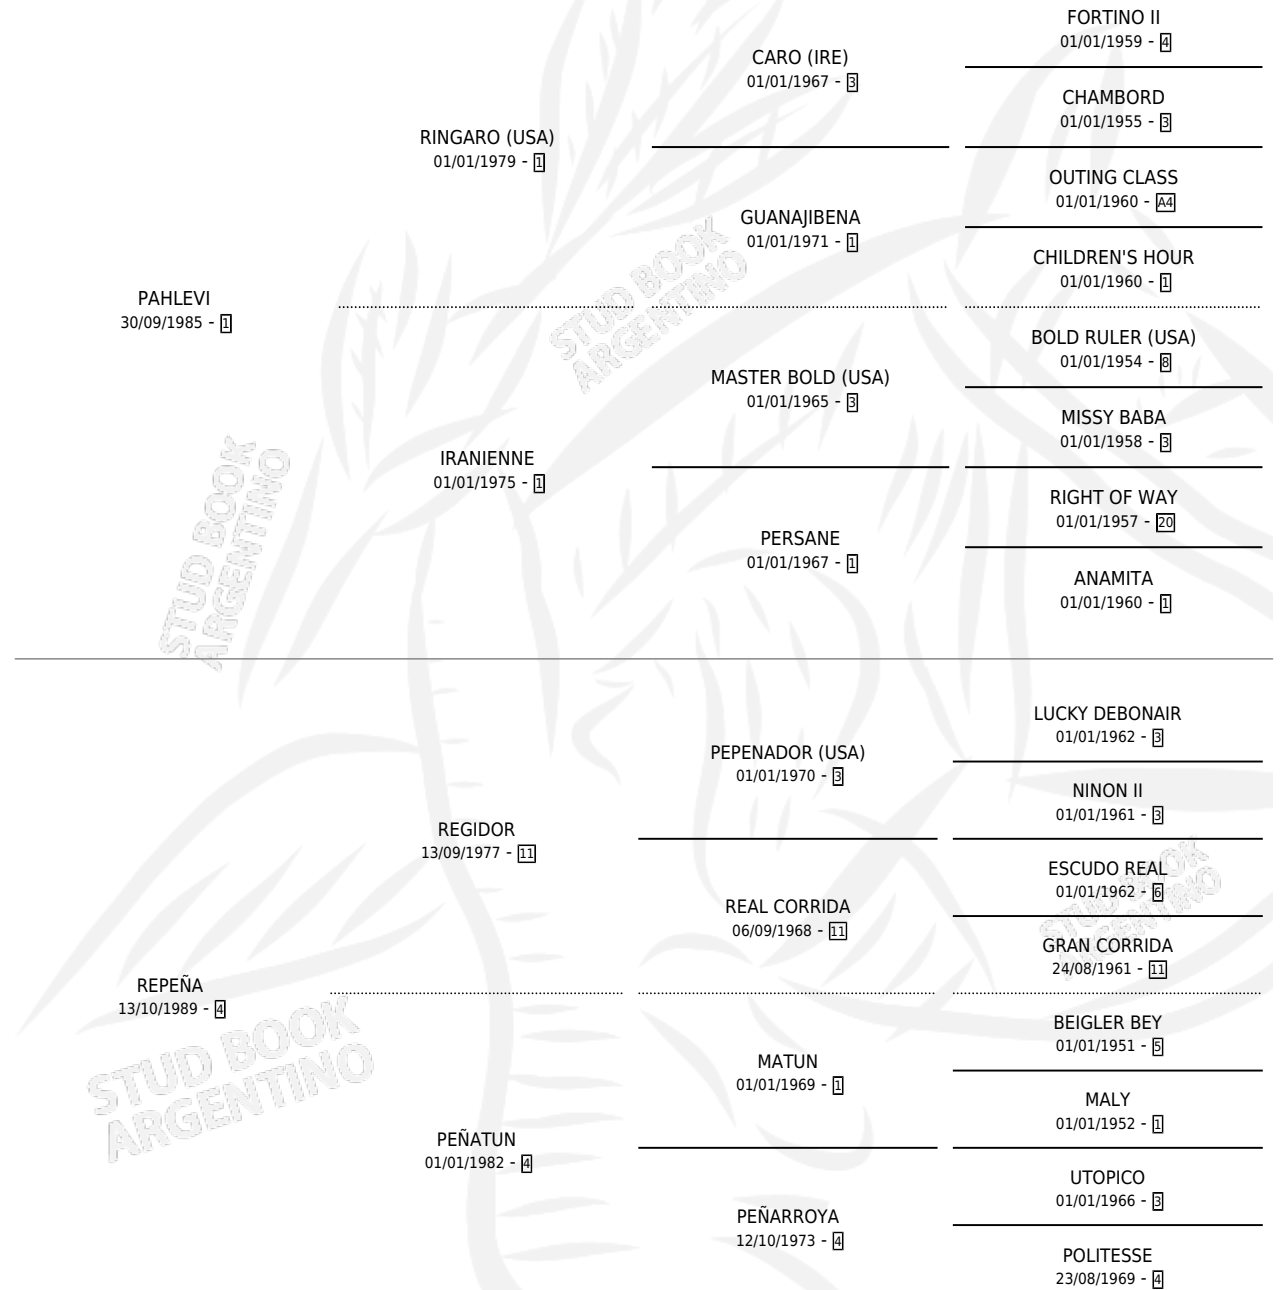 FORTINO II
01/01/1959 - 4
CARO (IRE)
01/01/1967 - 3
CHAMBORD
01/01/1955 - 3
RINGARO (USA)
01/01/1979 - 1
OUTING CLASS
01/01/1960 - A4
GUANAJIBENA
01/01/1971 - 1
CHILDREN'S HOUR
01/01/1960 - 1
PAHLEVI
30/09/1985 - 1
BOLD RULER (USA)
01/01/1954 - 8
MASTER BOLD (USA)
01/01/1965 - 3
MISSY BABA
01/01/1958 - 3
IRANIENNE
01/01/1975 - 1
RIGHT OF WAY
01/01/1957 - 20
PERSANE
01/01/1967 - 1
ANAMITA
01/01/1960 - 1
STUD BOOK
ARGENTINO
STUD BOOK
ARGENTINO
LUCKY DEBONAIR
01/01/1962 - 3
PEPENADOR (USA)
01/01/1970 - 3
NINON II
01/01/1961 - 3
REGIDOR
13/09/1977 - 11
ESCUDO REAL
01/01/1962 - 6
REAL CORRIDA
06/09/1968 - 11
GRAN CORRIDA
24/08/1961 - 11
STUD BOOK
ARGENTINO
REPEÑA
13/10/1989 - 4
BEIGLER BEY
01/01/1951 - 5
MATUN
01/01/1969 - 1
MALY
01/01/1952 - 1
PEÑATUN
01/01/1982 - 4
UTOPICO
01/01/1966 - 3
PEÑARROYA
12/10/1973 - 4
POLITESSE
23/08/1969 - 4
STUD BOOK
ARGENTINO